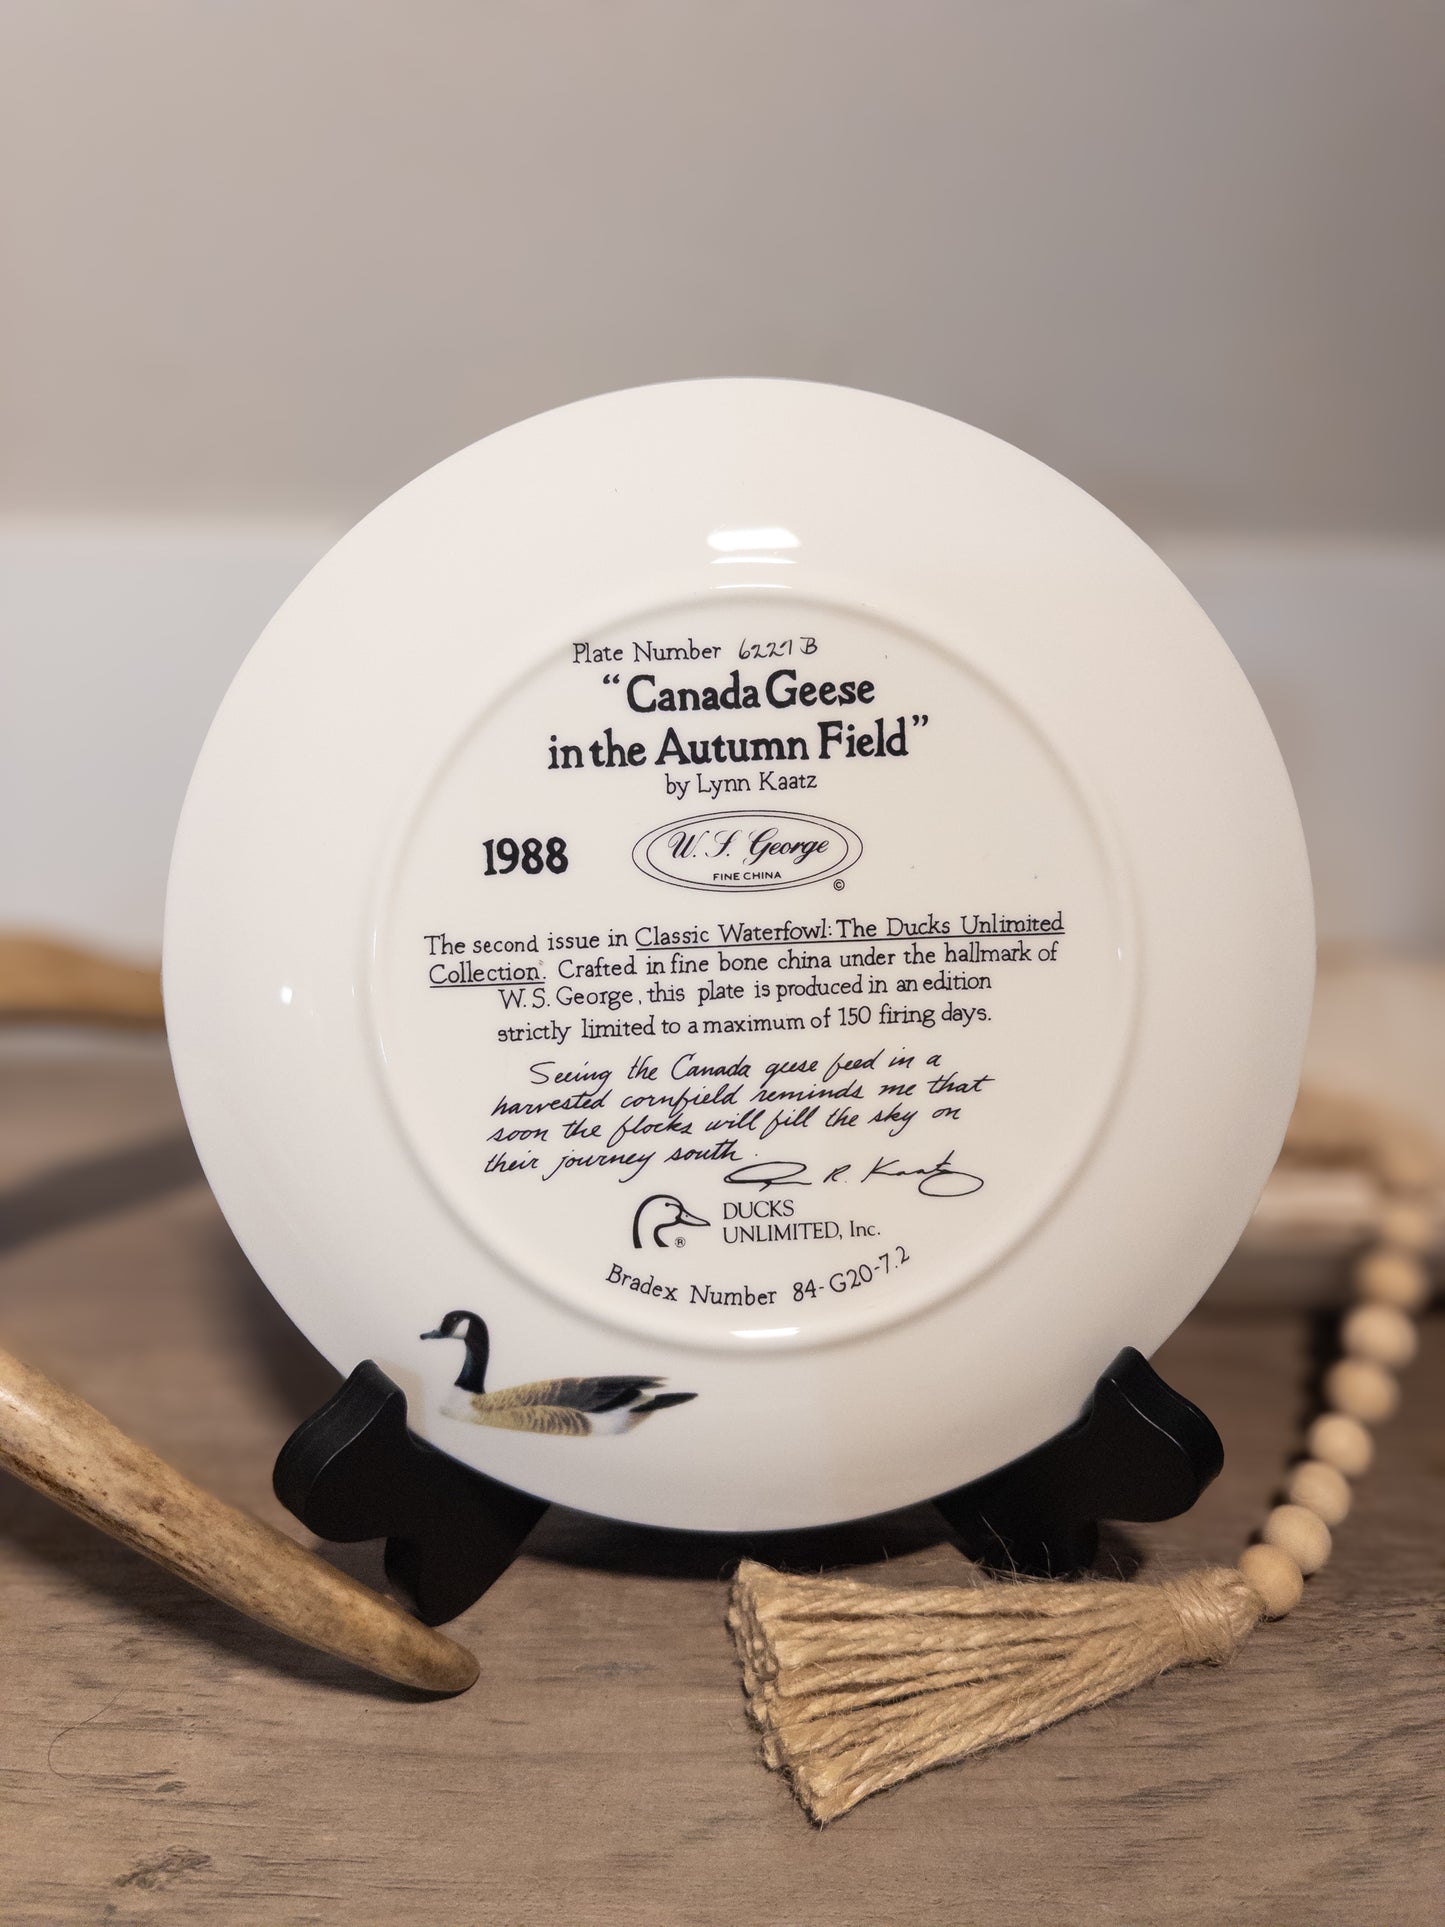 Plate Number 6227 B
“Canada Geese
in the Autumn Field”
by Lynn Kaatz
1988
W. S. George
FINE CHINA
©
The second issue in Classic Waterfowl: The Ducks Unlimited
Collection. Crafted in fine bone china under the hallmark of
W. S. George, this plate is produced in an edition
strictly limited to a maximum of 150 firing days.
Seeing the Canada geese feed in a
harvested cornfield reminds me that
soon the flocks will fill the sky on
their journey south.
R. Kaatz
DUCKS
UNLIMITED, Inc.
®
Bradex Number 84-G20-7.2